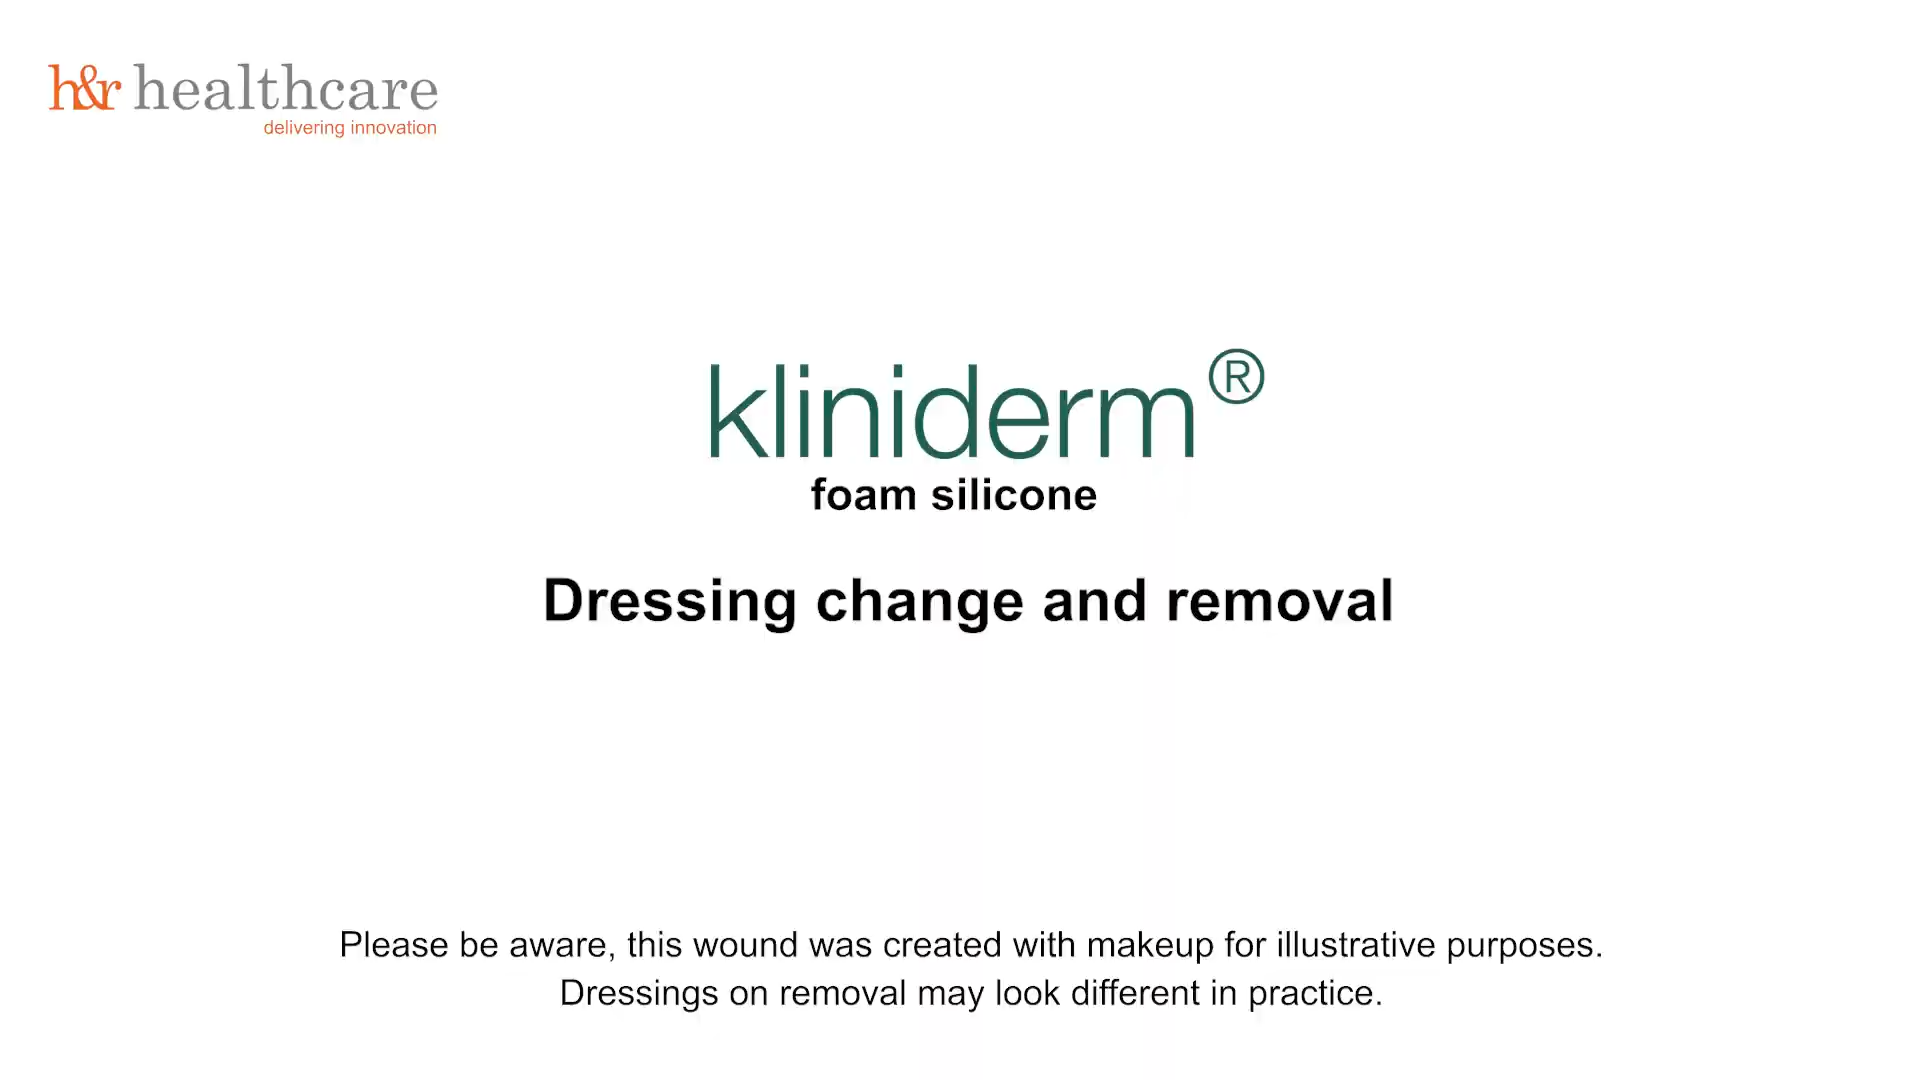 h&r healthcare
delivering innovation
kliniderm®
foam silicone
Dressing change and removal
Please be aware, this wound was created with makeup for illustrative purposes.
Dressings on removal may look different in practice.